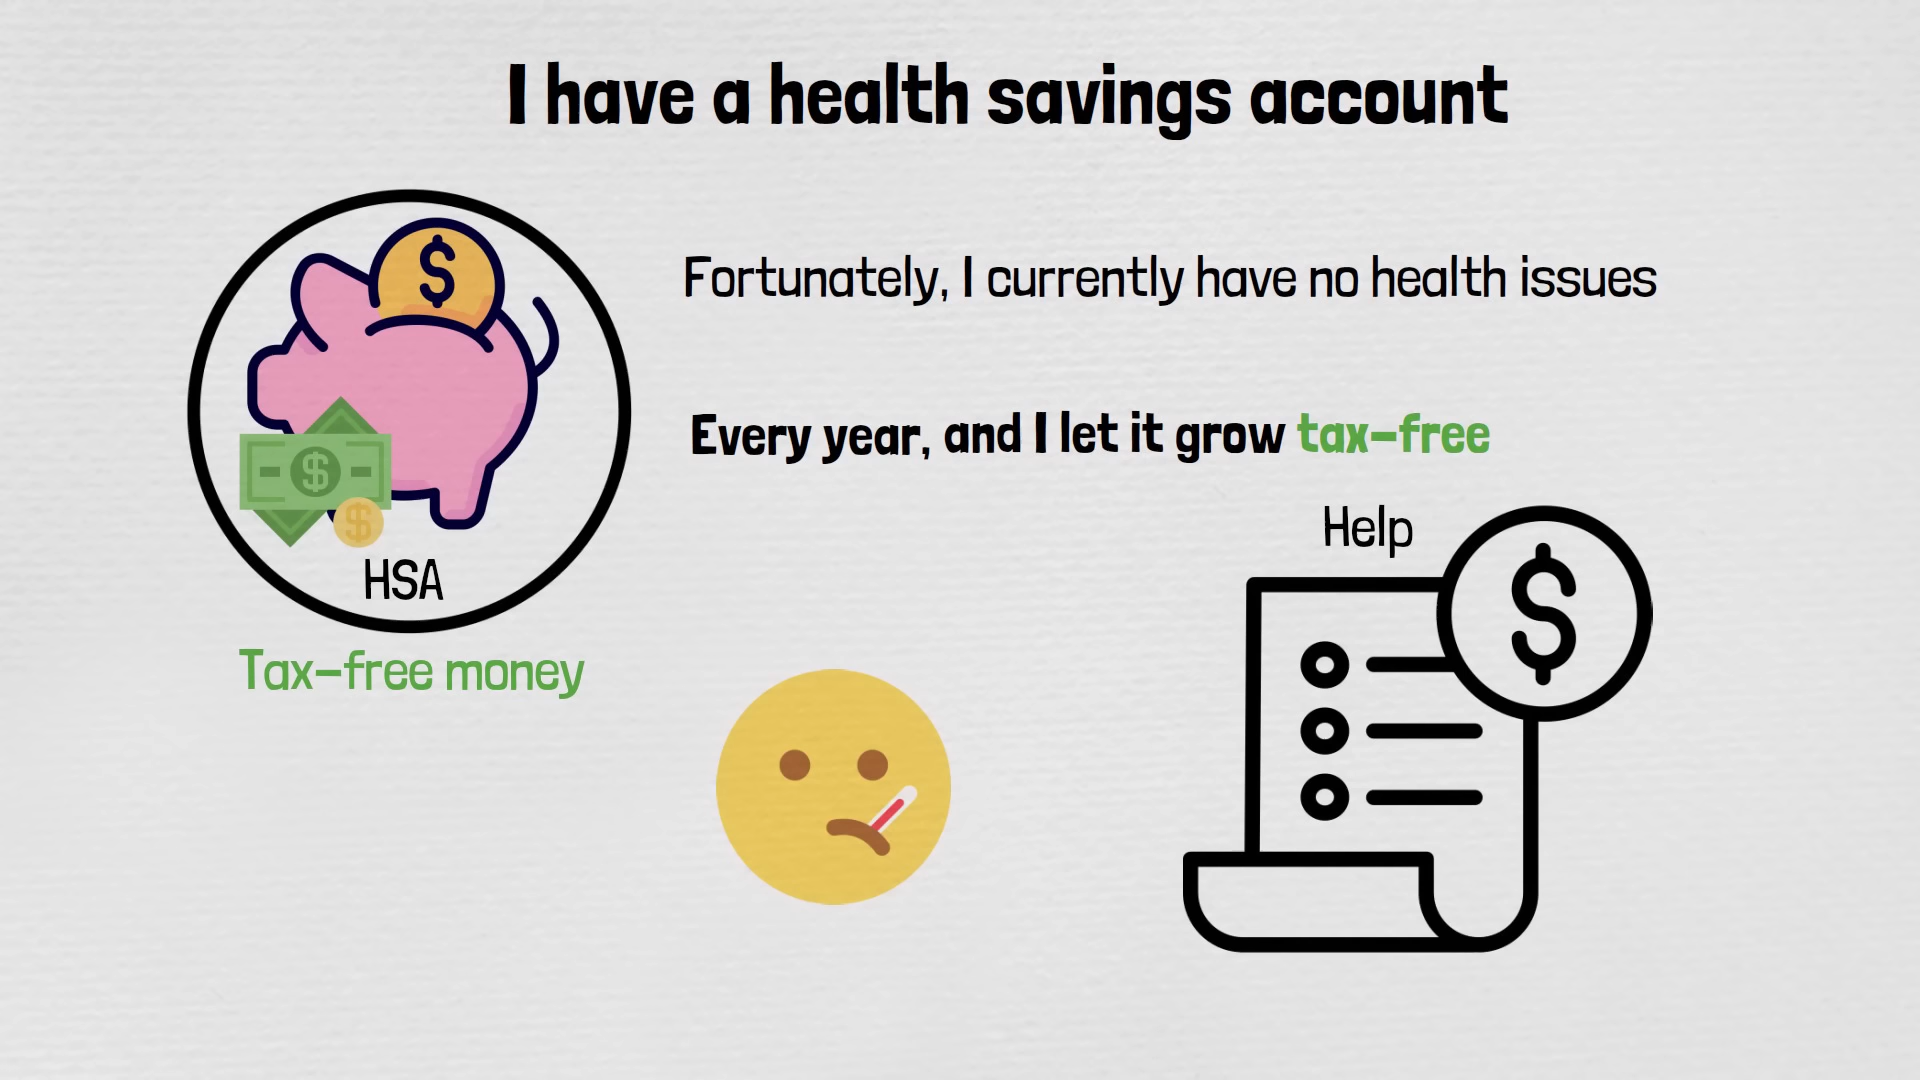 I have a health savings account
$
Fortunately, I currently have no health issues
Every year, and I let it grow tax-free
$
$
HSA
Tax-free money
Help
$